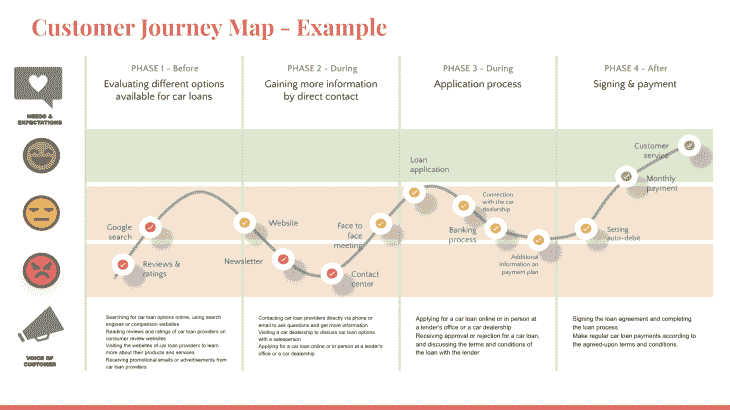 Customer Journey Map – Example
PHASE 1 - Before
Evaluating different options
available for car loans
PHASE 2 - During
Gaining more information
by direct contact
PHASE 3 - During
Application process
PHASE 4 - After
Signing & payment
NEEDS &
EXPECTATIONS
Google
search
Reviews &
ratings
Website
Newsletter
Face to
face
meeting
Contact
center
Loan
application
Connection
with the car
dealership
Banking
process
Additional
information on
payment plan
Customer
service
Monthly
payment
Setting
auto-debit
VOICE OF
CUSTOMER
Searching for car loan options online, using search
engines or comparison websites
Reading reviews and ratings of car loan providers on
consumer review websites
Visiting the websites of car loan providers to learn
more about their products and services
Receiving promotional emails or advertisements from
car loan providers
Contacting car loan providers directly via phone or
email to ask questions and get more information
Visiting a car dealership to discuss car loan options
with a salesperson
Applying for a car loan online or in person at a lender's
office or a car dealership
Applying for a car loan online or in person at
a lender's office or a car dealership
Receiving approval or rejection for a car loan,
and discussing the terms and conditions of
the loan with the lender
Signing the loan agreement and completing
the loan process
Make regular car loan payments according to
the agreed-upon terms and conditions.